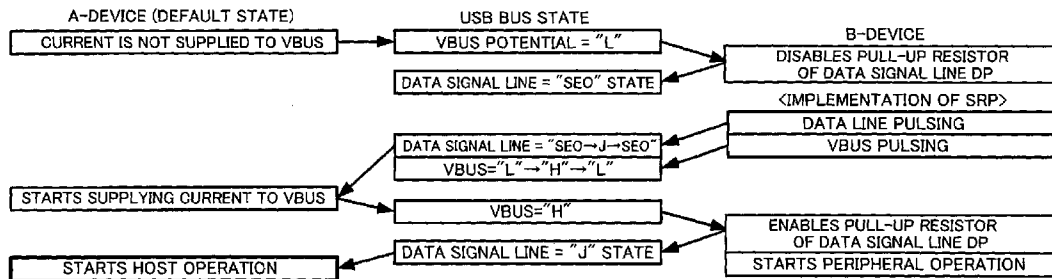 A-DEVICE (DEFAULT STATE)
USB BUS STATE
CURRENT IS NOT SUPPLIED TO VBUS
VBUS POTENTIAL = "L"
B-DEVICE
DISABLES PULL-UP RESISTOR
OF DATA SIGNAL LINE DP
DATA SIGNAL LINE = "SEO" STATE
<IMPLEMENTATION OF SRP>
DATA LINE PULSING
DATA SIGNAL LINE = "SEO→J→SEO"
VBUS PULSING
VBUS="L"→"H"→"L"
STARTS SUPPLYING CURRENT TO VBUS
VBUS="H"
ENABLES PULL-UP RESISTOR
OF DATA SIGNAL LINE DP
DATA SIGNAL LINE = "J" STATE
STARTS HOST OPERATION
STARTS PERIPHERAL OPERATION